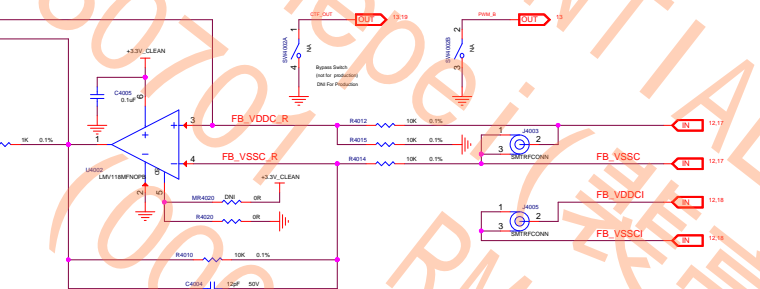 CTF_OUT
OUT
13,19
PWM_B
OUT
13
SW4002A
1
4
NA
SW4002B
2
3
NA
+3.3V_CLEAN
Bypass Switch
(not for production)
DNI For Production
C4005
0.1uF
6
1K 0.1%
1
3
FB_VDDC_R
R4012
10K 0.1%
IN
12,17
R4015
10K 0.1%
1
J4003
2
3
SMTRFCONN
4
FB_VSSC_R
R4014
10K 0.1%
FB_VSSC
IN
12,17
U4002
LMV118MFNOPB
2
5
+3.3V_CLEAN
MR4020
DNI
0R
R4020
0R
FB_VDDCI
IN
12,18
1
J4005
2
3
SMTRFCONN
FB_VSSCI
IN
12,18
R4010
10K 0.1%
C4004
12pF 50V